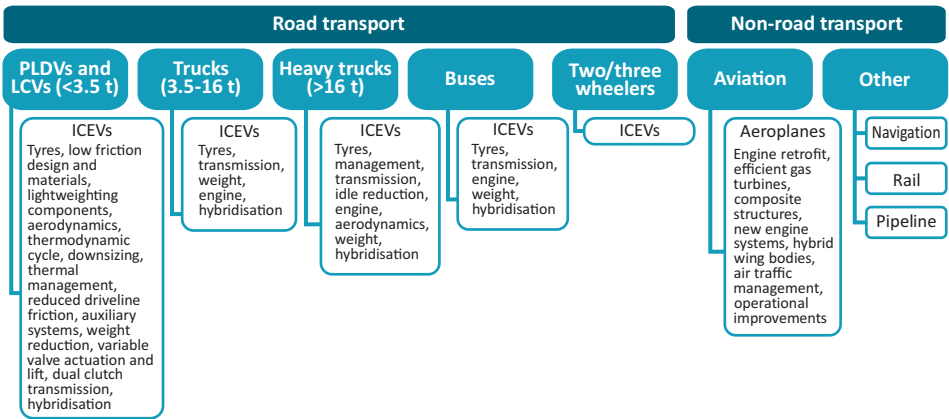 Road transport
Non-road transport
PLDVs and
LCVs (<3.5 t)
Trucks
(3.5-16 t)
Heavy trucks
(>16 t)
Buses
Two/three
wheelers
Aviation
Other
ICEVs
Tyres, low friction
design and
materials,
lightweighting
components,
aerodynamics,
thermodynamic
cycle, downsizing,
thermal
management,
reduced driveline
friction, auxiliary
systems, weight
reduction, variable
valve actuation and
lift, dual clutch
transmission,
hybridisation
ICEVs
Tyres,
transmission,
weight,
engine,
hybridisation
ICEVs
Tyres,
management,
transmission,
idle reduction,
engine,
aerodynamics,
weight,
hybridisation
ICEVs
Tyres,
transmission,
engine,
weight,
hybridisation
ICEVs
Aeroplanes
Engine retrofit,
efficient gas
turbines,
composite
structures,
new engine
systems, hybrid
wing bodies,
air traffic
management,
operational
improvements
Navigation
Rail
Pipeline